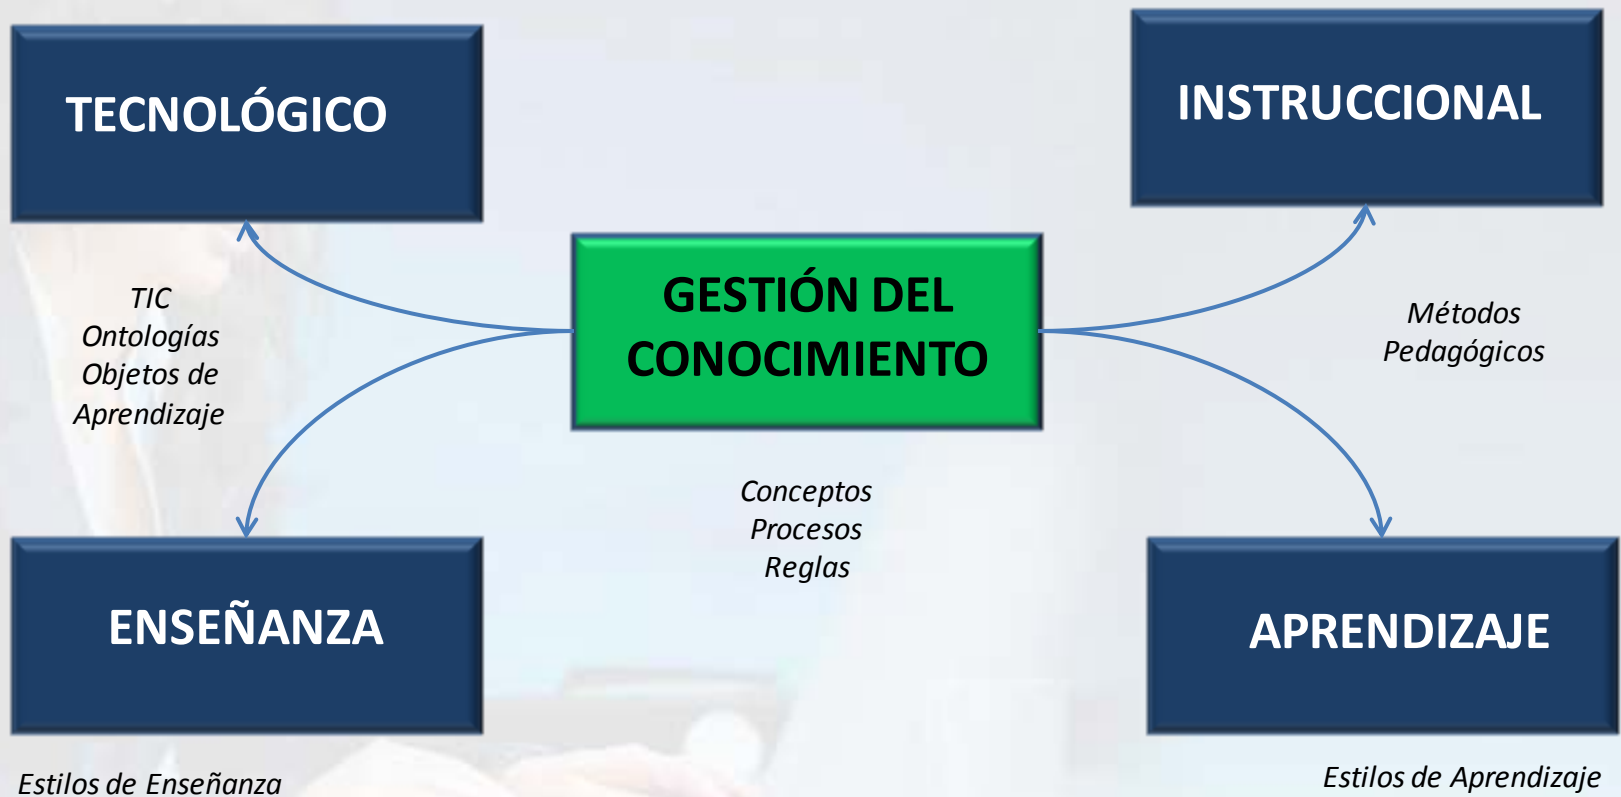 TECNOLÓGICO
INSTRUCCIONAL
GESTIÓN DEL
CONOCIMIENTO
TIC
Ontologías
Objetos de
Aprendizaje
Métodos
Pedagógicos
Conceptos
Procesos
Reglas
ENSEÑANZA
APRENDIZAJE
Estilos de Enseñanza
Estilos de Aprendizaje